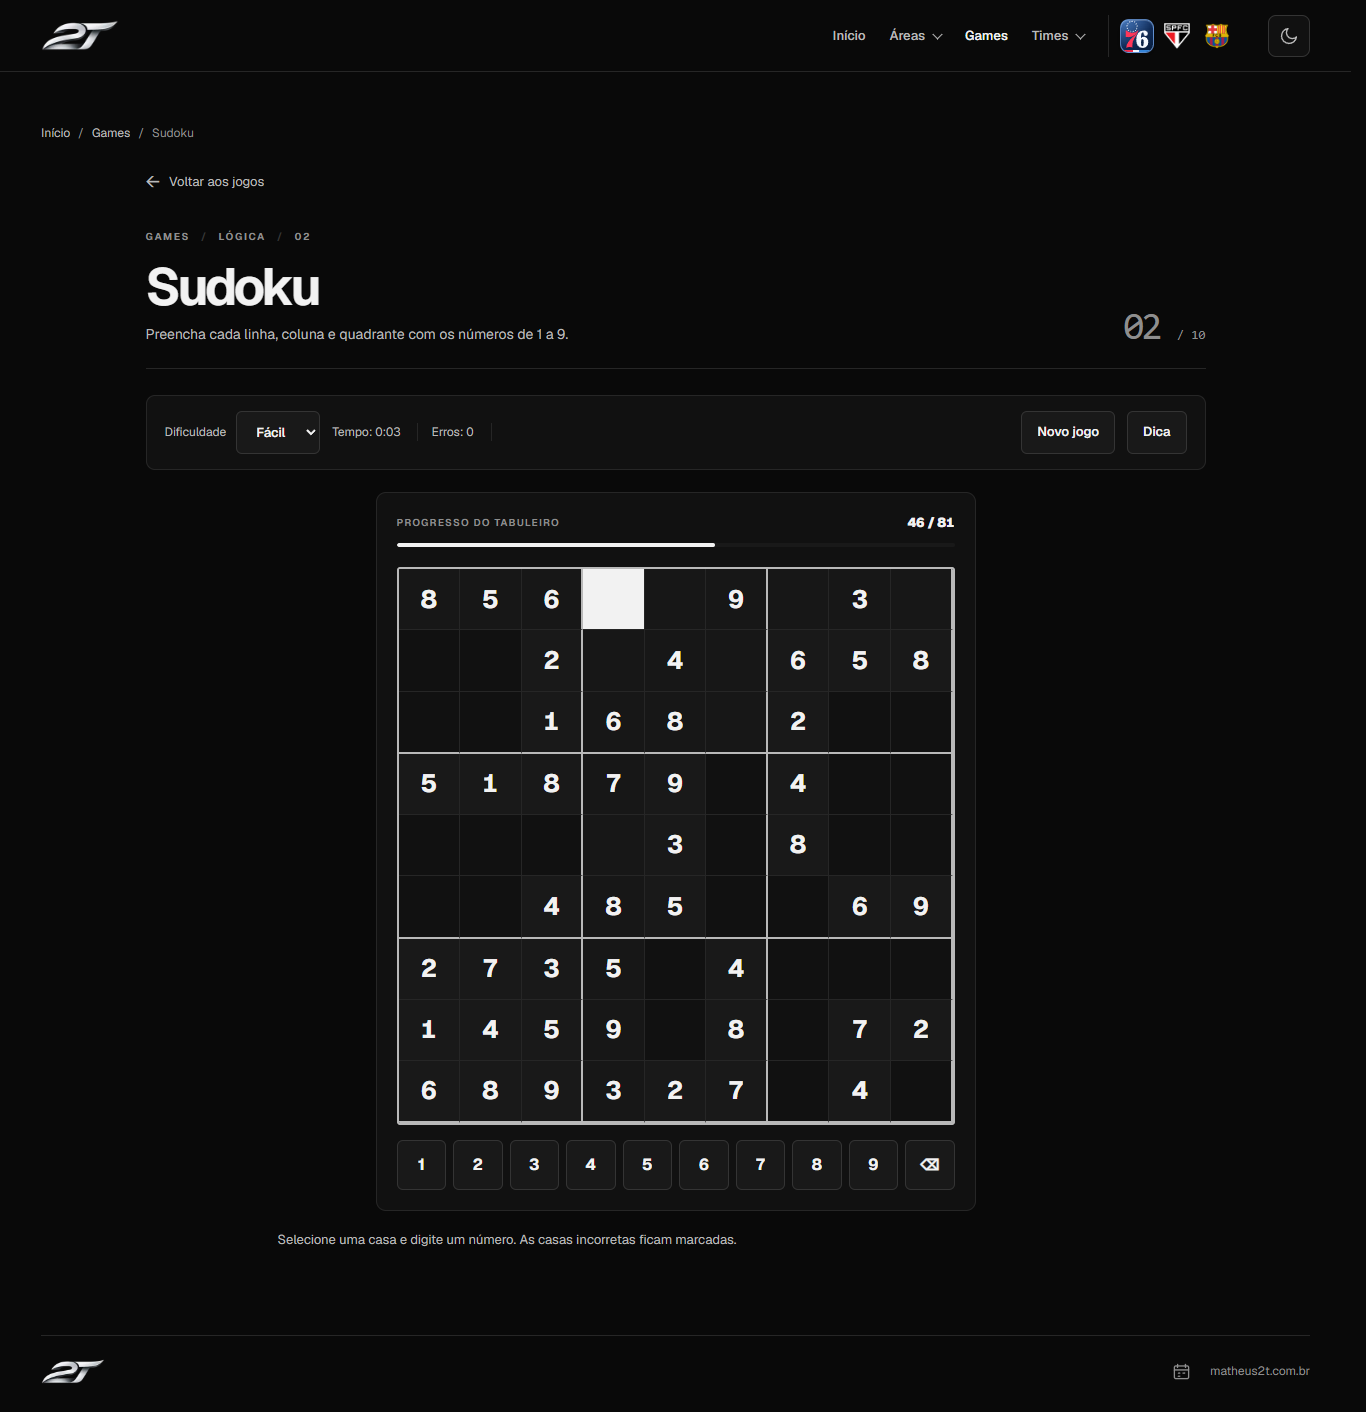 2T
Início Áreas Games Times 76 SPFC
Início / Games / Sudoku
Voltar aos jogos
GAMES / LÓGICA / 02
Sudoku
Preencha cada linha, coluna e quadrante com os números de 1 a 9.
02 / 10
Dificuldade Fácil Tempo: 0:03 Erros: 0 Novo jogo Dica
PROGRESSO DO TABULEIRO 46 / 81
8 5 6 9 3
2 4 6 5 8
1 6 8 2
5 1 8 7 9 4
3 8
4 8 5 6 9
2 7 3 5 4
1 4 5 9 8 7 2
6 8 9 3 2 7 4
1 2 3 4 5 6 7 8 9 ⌫
Selecione uma casa e digite um número. As casas incorretas ficam marcadas.
2T matheus2t.com.br